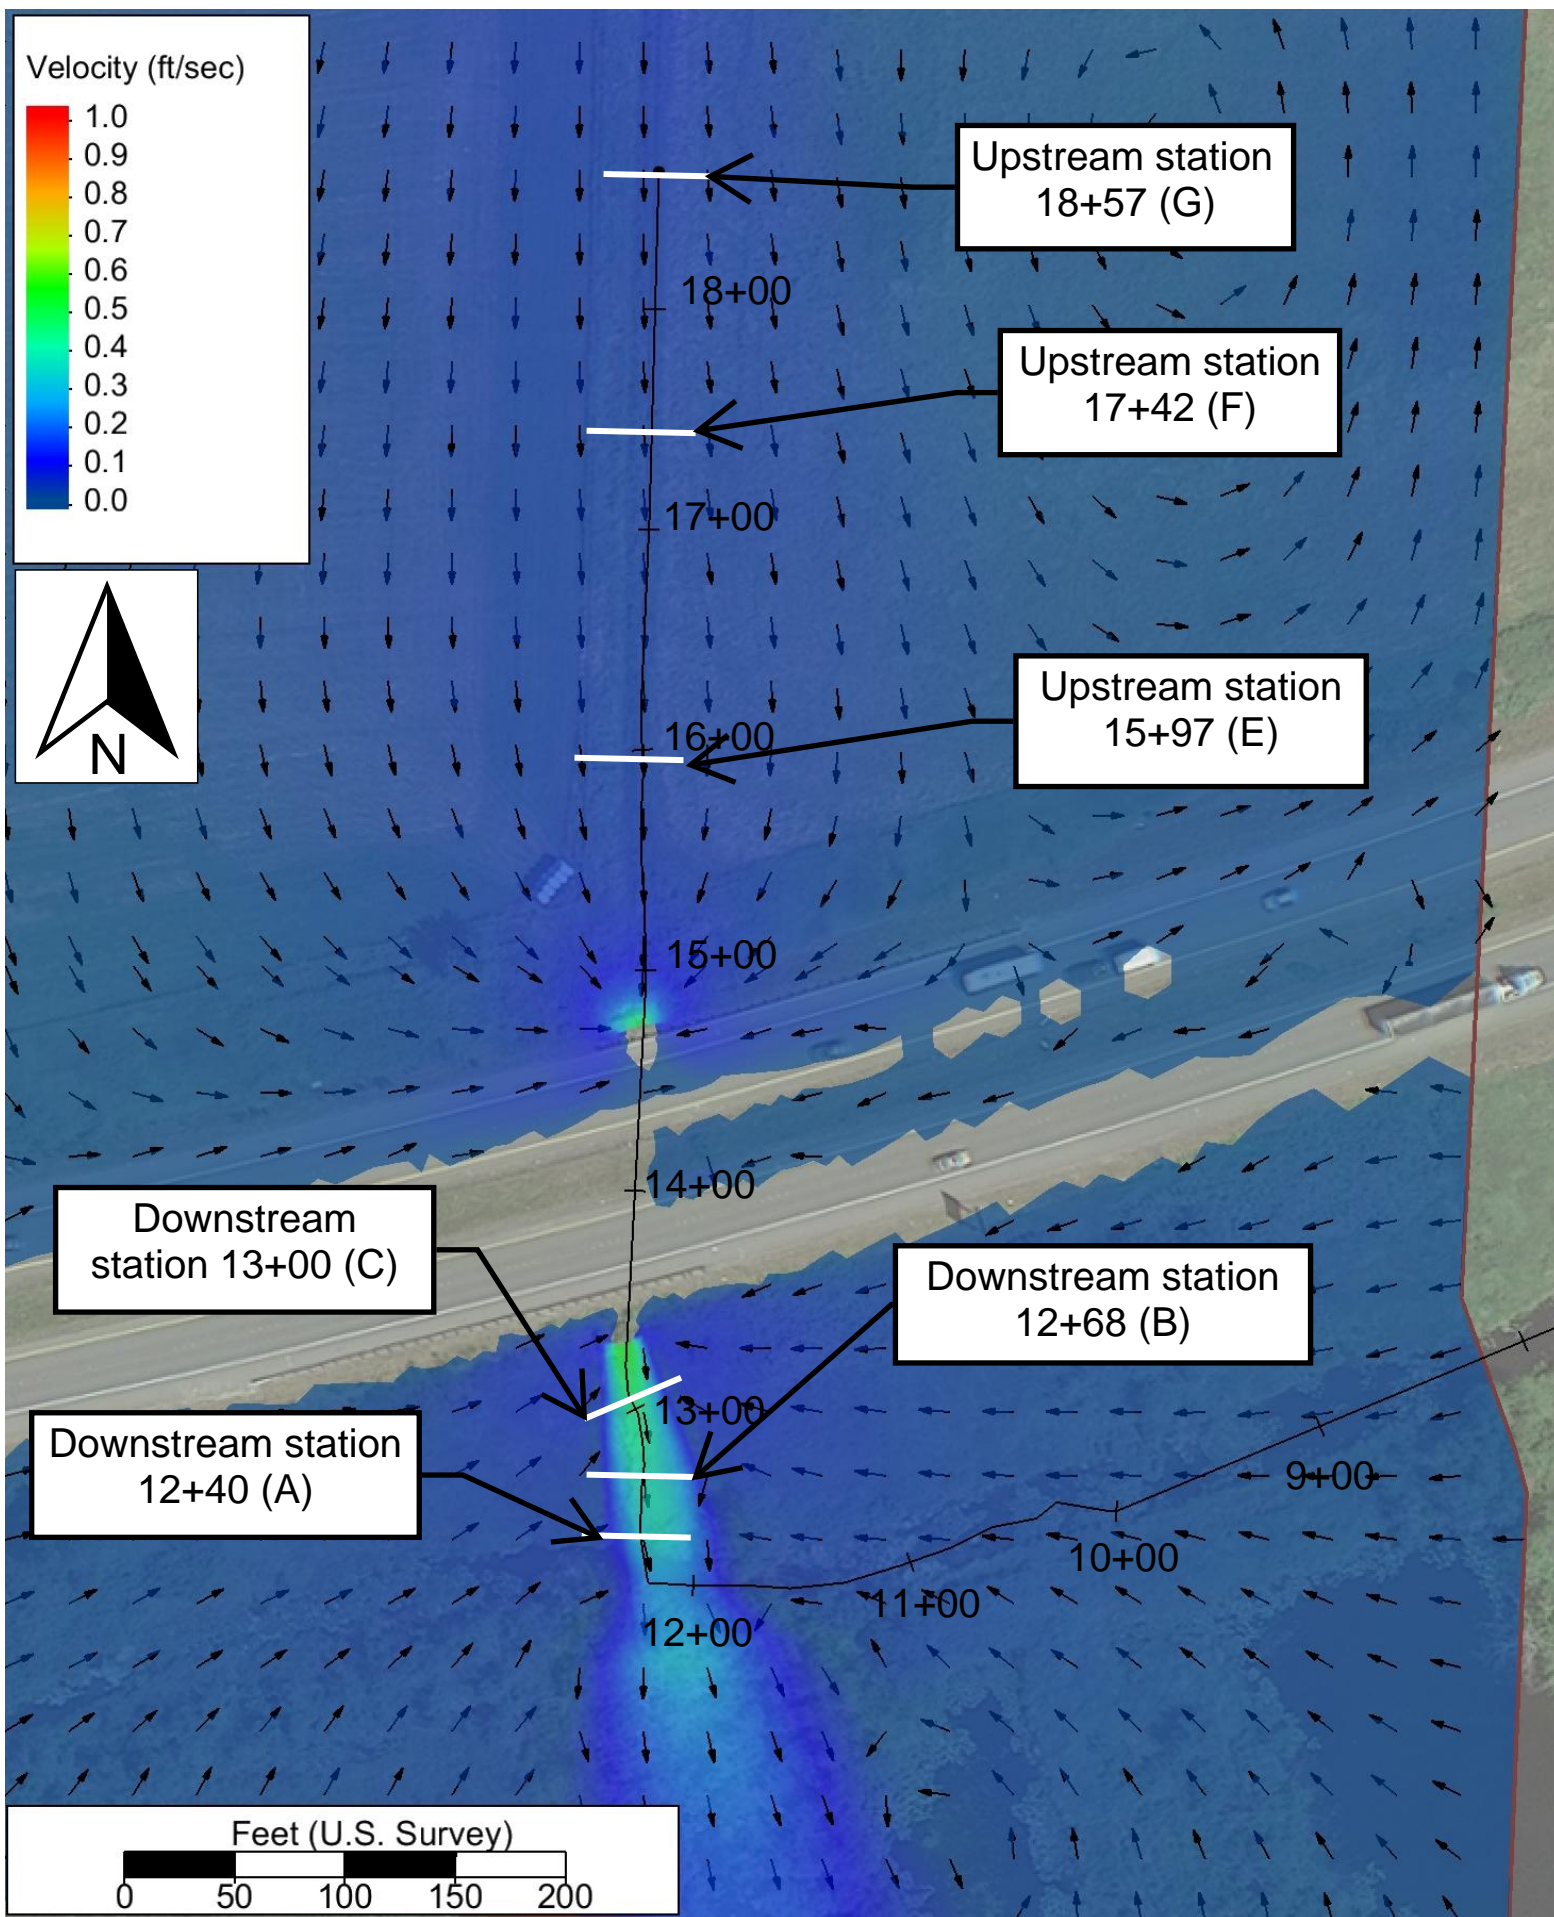 Velocity (ft/sec)
1.0
0.9
0.8
0.7
0.6
0.5
0.4
0.3
0.2
0.1
0.0
N
Upstream station
18+57 (G)
18+00
Upstream station
17+42 (F)
17+00
Upstream station
15+97 (E)
16+00
15+00
14+00
Downstream
station 13+00 (C)
Downstream station
12+68 (B)
13+00
Downstream station
12+40 (A)
9+00
10+00
11+00
12+00
Feet (U.S. Survey)
0 50 100 150 200